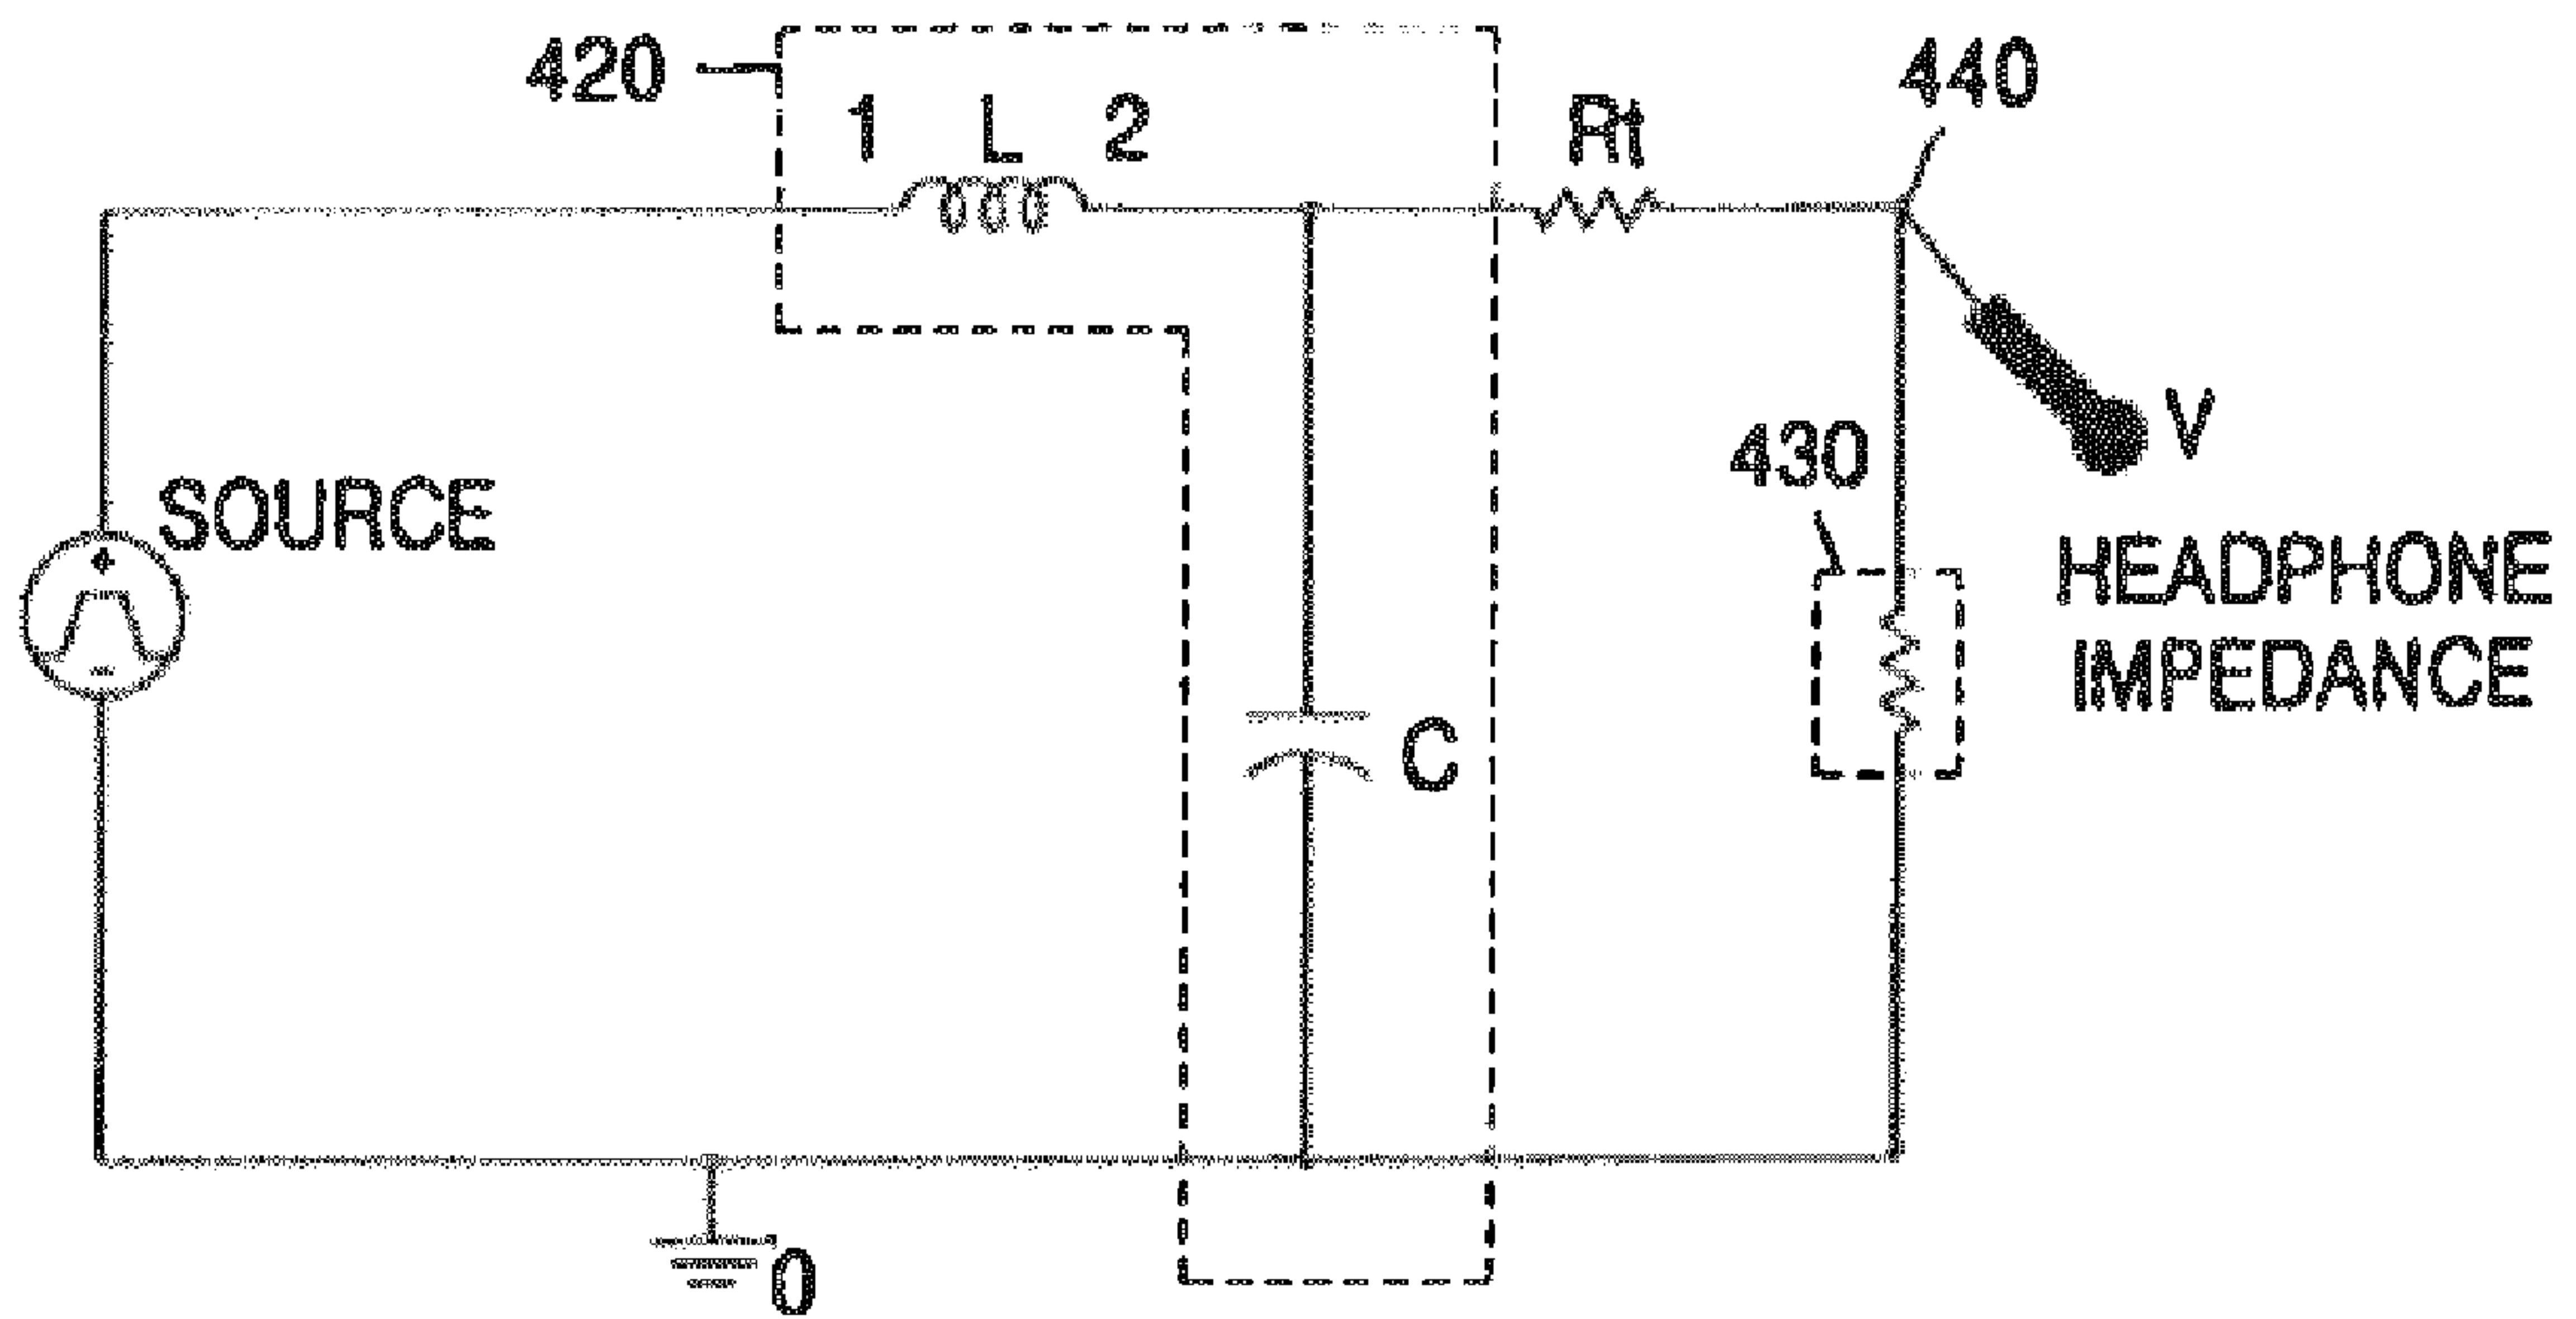 420
440
1 L 2
Rt
V
430
SOURCE
HEADPHONE
IMPEDANCE
C
0